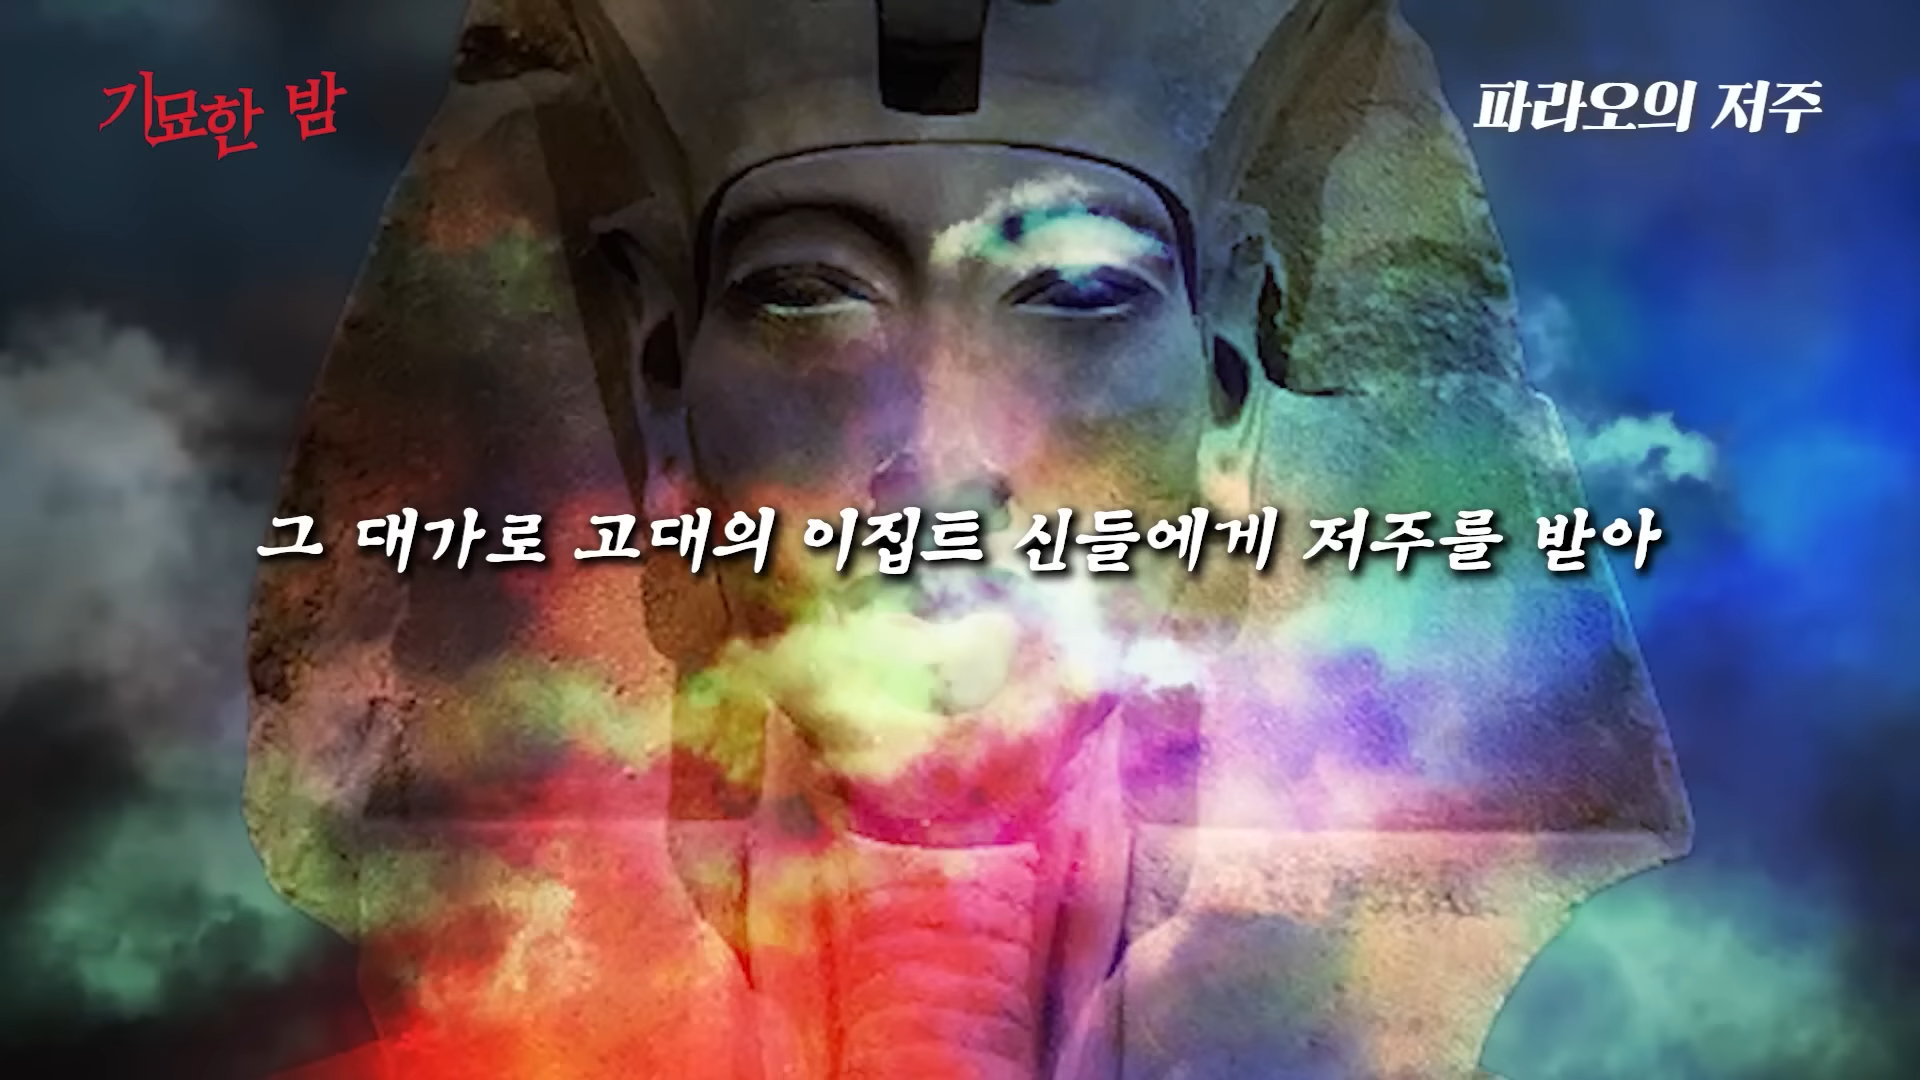 기묘한 밤
파라오의 저주
그 대가로 고대의 이집트 신들에게 저주를 받아